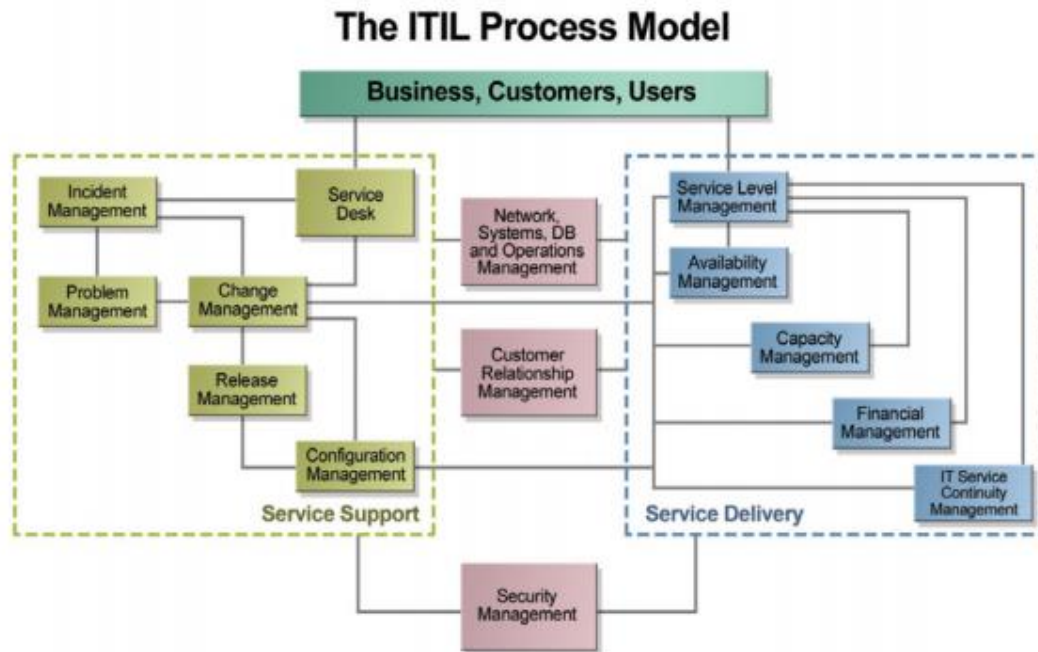 The ITIL Process Model
Business, Customers, Users
Incident
Management
Service
Desk
Problem
Management
Change
Management
Release
Management
Configuration
Management
Service Support
Network,
Systems, DB
and Operations
Management
Customer
Relationship
Management
Security
Management
Service Level
Management
Availability
Management
Capacity
Management
Financial
Management
IT Service
Continuity
Management
Service Delivery